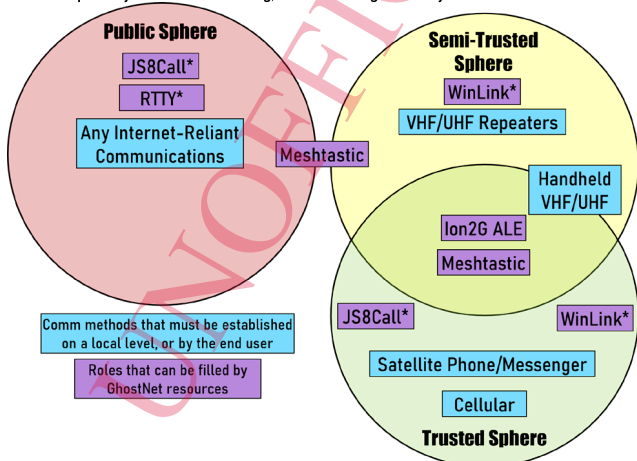 Public Sphere
JS8Call*
RTTY*
Any Internet-Reliant
Communications
Meshtastic
Semi-Trusted
Sphere
WinLink*
VHF/UHF Repeaters
Handheld
VHF/UHF
Ion2G ALE
Meshtastic
JS8Call*
WinLink*
Satellite Phone/Messenger
Cellular
Trusted Sphere
Comm methods that must be established
on a local level, or by the end user
Roles that can be filled by
GhostNet resources
UNOFFI